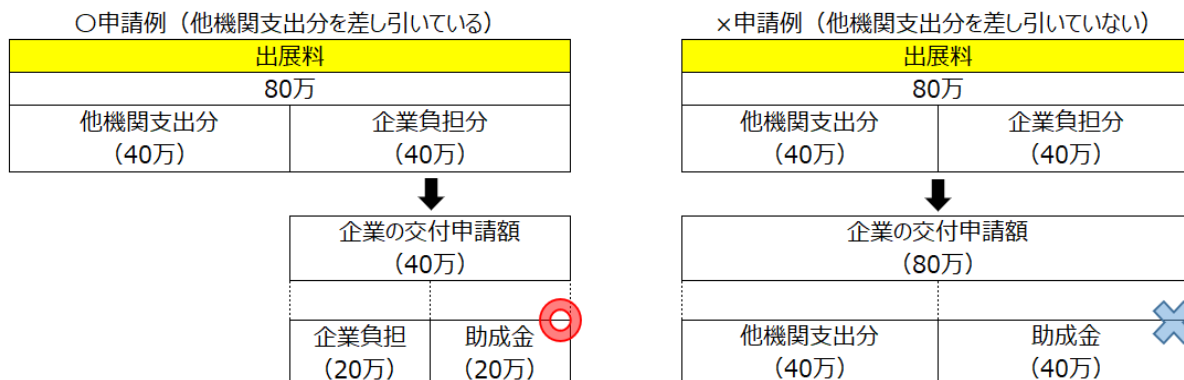 〇申請例（他機関支出分を差し引いている）
出展料
80万
他機関支出分
（40万）
企業負担分
（40万）
企業の交付申請額
（40万）
企業負担
（20万）
助成金
（20万）
×申請例（他機関支出分を差し引いていない）
出展料
80万
他機関支出分
（40万）
企業負担分
（40万）
企業の交付申請額
（80万）
他機関支出分
（40万）
助成金
（40万）